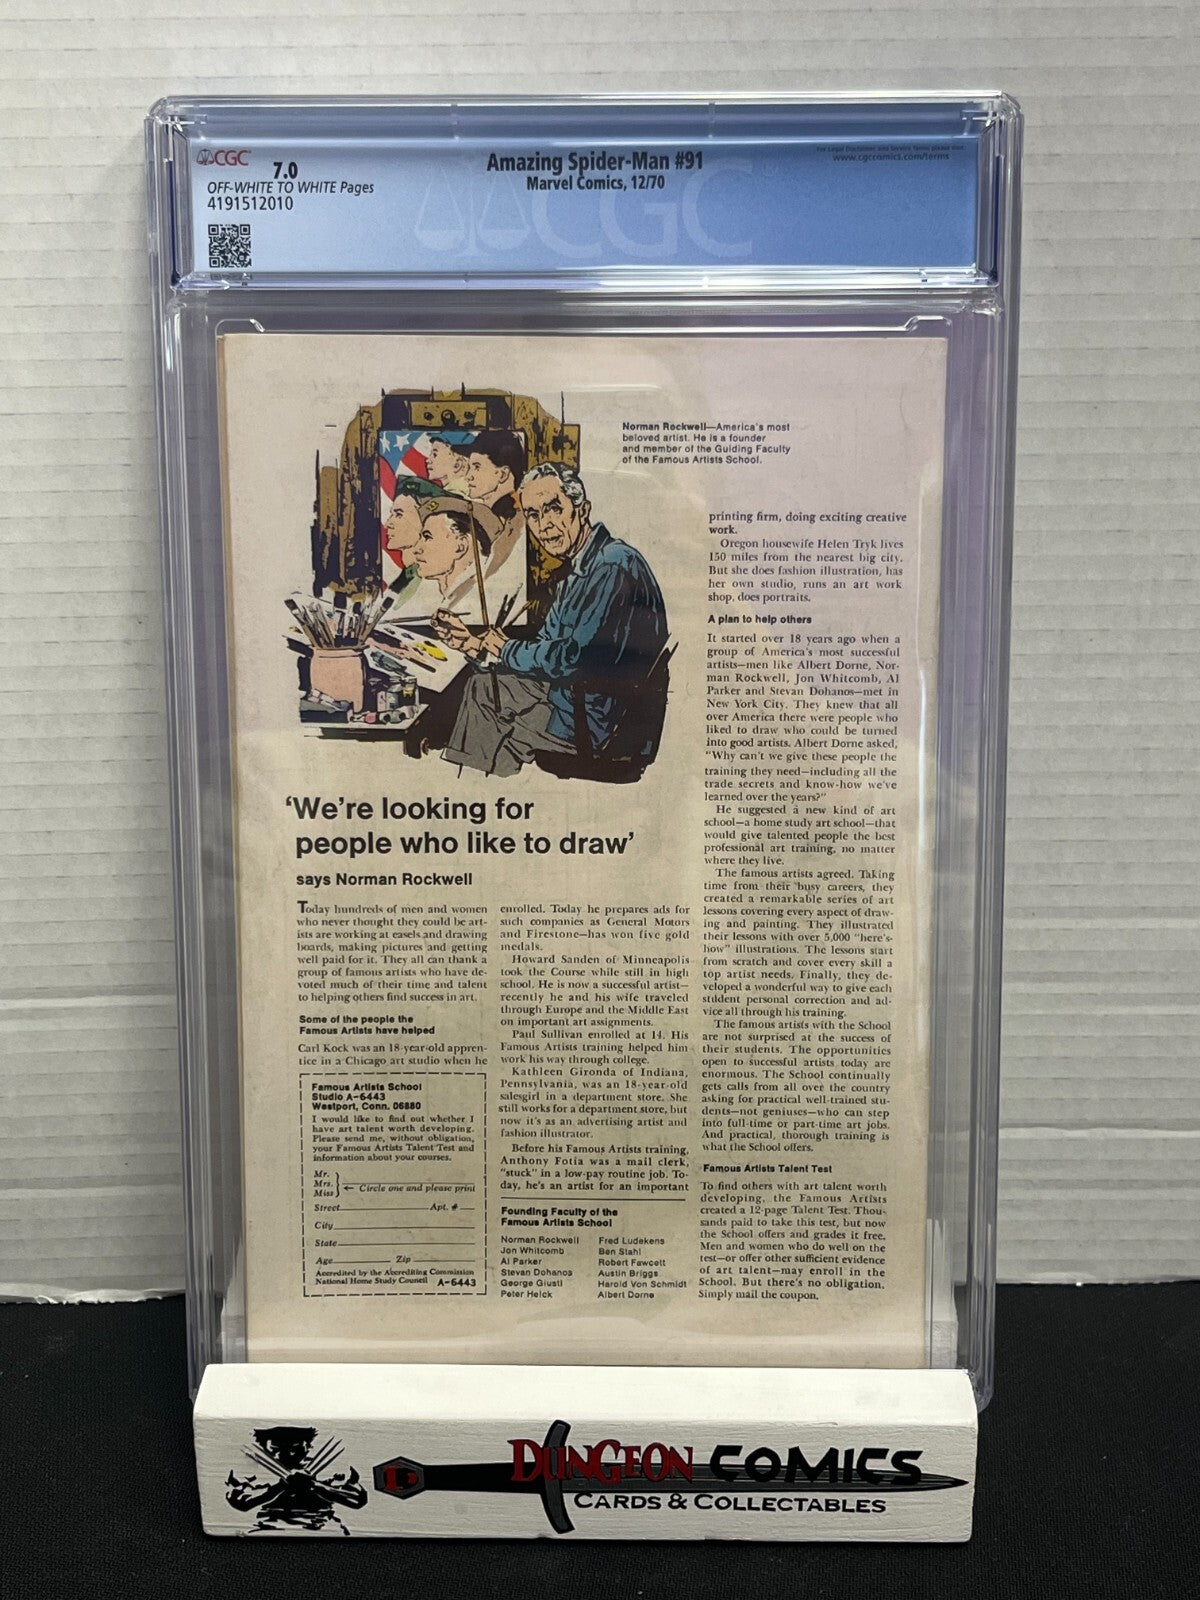 CGC
7.0
OFF-WHITE TO WHITE Pages
4191512010
Amazing Spider-Man #91
Marvel Comics, 12/70
www.cgccomics.com/terms
CGC
Norman Rockwell—America's most
beloved artist. He is a founder
and member of the Guiding Faculty
of the Famous Artists School.
'We're looking for
people who like to draw'
says Norman Rockwell
Today hundreds of men and women
who never thought they could be art-
ists are working at easels and drawing
boards, making pictures and getting
well paid for it. They all can thank a
group of famous artists who have de-
voted much of their time and talent
to helping others find success in art.
Some of the people the
Famous Artists have helped
Carl Kock was an 18-year-old appren-
tice in a Chicago art studio when he
Famous Artists School
Studio A-6443
Westport, Conn. 06880
I would like to find out whether I
have art talent worth developing.
Please send me, without obligation,
your Famous Artists Talent Test and
information about your courses.
Mr.
Mrs.
Miss
← Circle one and please print
Street Apt. #
City
State
Age Zip
Accredited by the Accrediting Commission
National Home Study Council A-6443
enrolled. Today he prepares ads for
such companies as General Motors
and Firestone—has won five gold
medals.
Howard Sanden of Minneapolis
took the Course while still in high
school. He is now a successful artist—
recently he and his wife traveled
through Europe and the Middle East
on important art assignments.
Paul Sullivan enrolled at 14. His
Famous Artists training helped him
work his way through college.
Kathleen Gironda of Indiana,
Pennsylvania, was an 18-year-old
salesgirl in a department store. She
still works for a department store, but
now it's as an advertising artist and
fashion illustrator.
Before his Famous Artists training,
Anthony Fotia was a mail clerk,
"stuck" in a low-pay routine job. To-
day, he's an artist for an important
Founding Faculty of the
Famous Artists School
Norman Rockwell
Jon Whitcomb
Al Parker
Stevan Dohanos
George Giusti
Peter Helck
Fred Ludekens
Ben Stahl
Robert Fawcett
Austin Briggs
Harold Von Schmidt
Albert Dorne
printing firm, doing exciting creative
work.
Oregon housewife Helen Tryk lives
150 miles from the nearest big city.
But she does fashion illustration, has
her own studio, runs an art work
shop, does portraits.
A plan to help others
It started over 18 years ago when a
group of America's most successful
artists—men like Albert Dorne, Nor-
man Rockwell, Jon Whitcomb, Al
Parker and Stevan Dohanos—met in
New York City. They knew that all
over America there were people who
liked to draw who could be turned
into good artists. Albert Dorne asked,
"Why can't we give these people the
training they need—including all the
trade secrets and know-how we've
learned over the years?"
He suggested a new kind of art
school—a home study art school—that
would give talented people the best
professional art training, no matter
where they live.
The famous artists agreed. Taking
time from their busy careers, they
created a remarkable series of art
lessons covering every aspect of draw-
ing and painting. They illustrated
their lessons with over 5,000 "here's-
how" illustrations. The lessons start
from scratch and cover every skill a
top artist needs. Finally, they de-
veloped a wonderful way to give each
student personal correction and ad-
vice all through his training.
The famous artists with the School
are not surprised at the success of
their students. The opportunities
open to successful artists today are
enormous. The School continually
gets calls from all over the country
asking for practical well-trained stu-
dents—not geniuses—who can step
into full-time or part-time art jobs.
And practical, thorough training is
what the School offers.
Famous Artists Talent Test
To find others with art talent worth
developing, the Famous Artists
created a 12-page Talent Test. Thou-
sands paid to take this test, but now
the School offers and grades it free.
Men and women who do well on the
test—or offer other sufficient evidence
of art talent—may enroll in the
School. But there's no obligation.
Simply mail the coupon.
D
DUNGEON COMICS
CARDS & COLLECTABLES